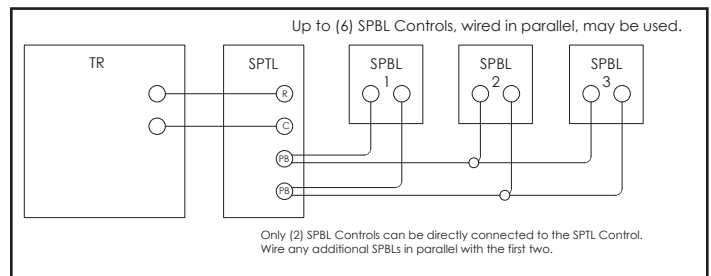 Up to (6) SPBL Controls, wired in parallel, may be used.
TR
SPTL
SPBL
1
SPBL
2
SPBL
3
R
C
PB
PB
Only (2) SPBL Controls can be directly connected to the SPTL Control.
Wire any additional SPBLs in parallel with the first two.